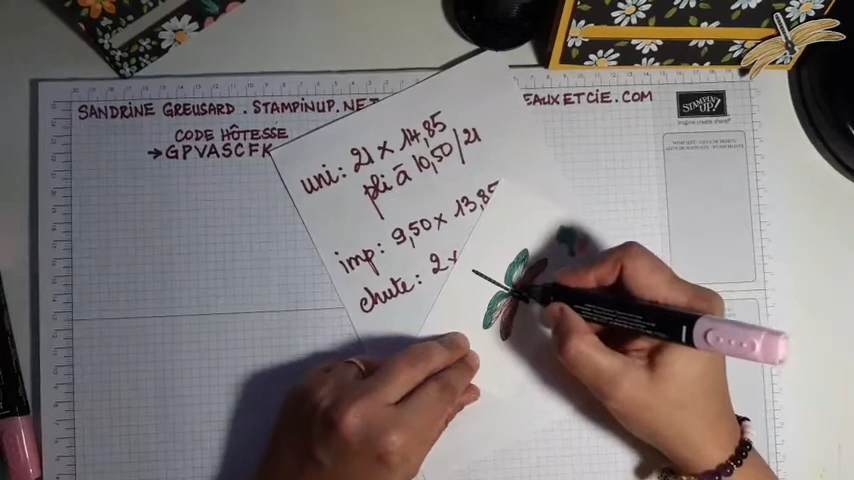 SANDRINE GREUSARD . STAMPINUP. NET
EAUXETCIE.COM
CODE HÔTESSE
→ GPVASCFK
STAMPIN' UP!
uni: 21 x 14,85
pli à 10,50/21
imp: 9,50 x 13,85
chute: 2 x